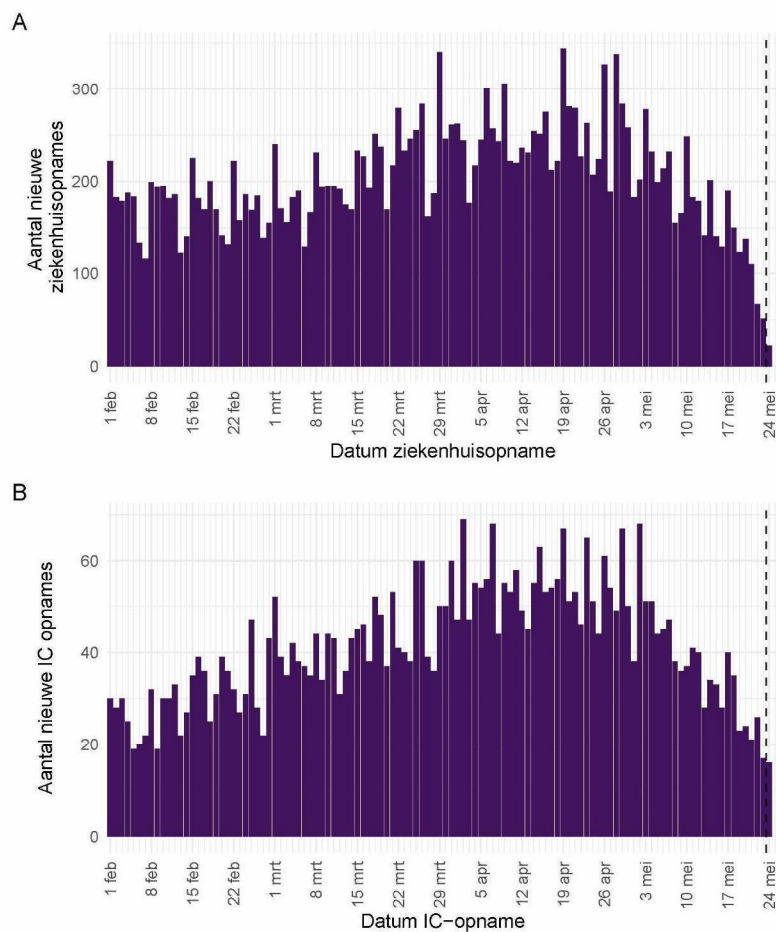 A
Aantal nieuwe
ziekenhuisopnames
300
200
100
0
1 feb
8 feb
15 feb
22 feb
1 mrt
8 mrt
15 mrt
22 mrt
29 mrt
5 apr
12 apr
19 apr
26 apr
3 mei
10 mei
17 mei
24 mei
Datum ziekenhuisopname
B
Aantal nieuwe IC opnames
60
40
20
0
1 feb
8 feb
15 feb
22 feb
1 mrt
8 mrt
15 mrt
22 mrt
29 mrt
5 apr
12 apr
19 apr
26 apr
3 mei
10 mei
17 mei
24 mei
Datum IC−opname